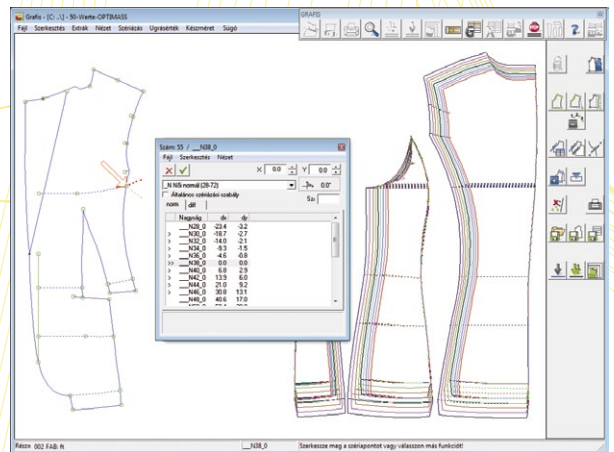 Grafis - [C: ..\] - 50-Werte-OPTIMASS
Fájl Szerkesztés Extrák Nézet Szériázás Ugrásérték Készméret Súgó
GRAFIS
Szám: 55 / __N38_0
Fájl Szerkesztés Nézet
X 0.0 Y 0.0
_N Női normál (28-72) 0.0°
Általános szériázási szabály
norm diff
Nagyság dx dy
__N28_0 -23.4 -3.2
> __N30_0 -18.7 -2.7
> __N32_0 -14.0 -2.1
> __N34_0 -9.3 -1.5
> __N36_0 -4.6 -0.8
>> __N38_0 0.0 0.0
> __N40_0 6.8 2.9
> __N42_0 13.9 6.0
> __N44_0 21.0 9.2
> __N46_0 30.8 13.1
> __N48_0 40.6 17.0
002 FAB: ft __N38_0 Szerkessze meg a szériapontot vagy válasszon más funkciót!